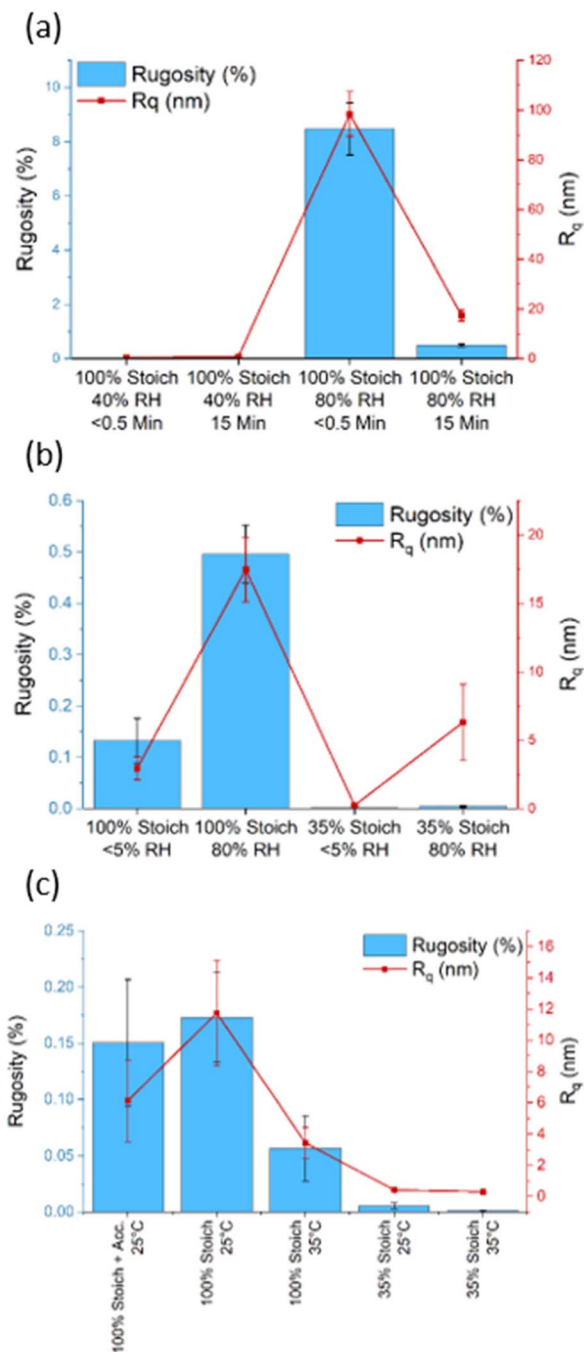 (a)
Rugosity (%)
Rq (nm)
Rugosity (%)
10
8
6
4
2
0
120
100
80
60
40
20
0
Rq (nm)
100% Stoich
40% RH
<0.5 Min
100% Stoich
40% RH
15 Min
100% Stoich
80% RH
<0.5 Min
100% Stoich
80% RH
15 Min
(b)
Rugosity (%)
Rq (nm)
Rugosity (%)
0.6
0.5
0.4
0.3
0.2
0.1
0.0
20
15
10
5
0
Rq (nm)
100% Stoich
<5% RH
100% Stoich
80% RH
35% Stoich
<5% RH
35% Stoich
80% RH
(c)
Rugosity (%)
Rq (nm)
Rugosity (%)
0.25
0.20
0.15
0.10
0.05
0.00
16
14
12
10
8
6
4
2
0
Rq (nm)
100% Stoich + Acc.
25°C
100% Stoich
25°C
100% Stoich
35°C
35% Stoich
25°C
35% Stoich
35°C